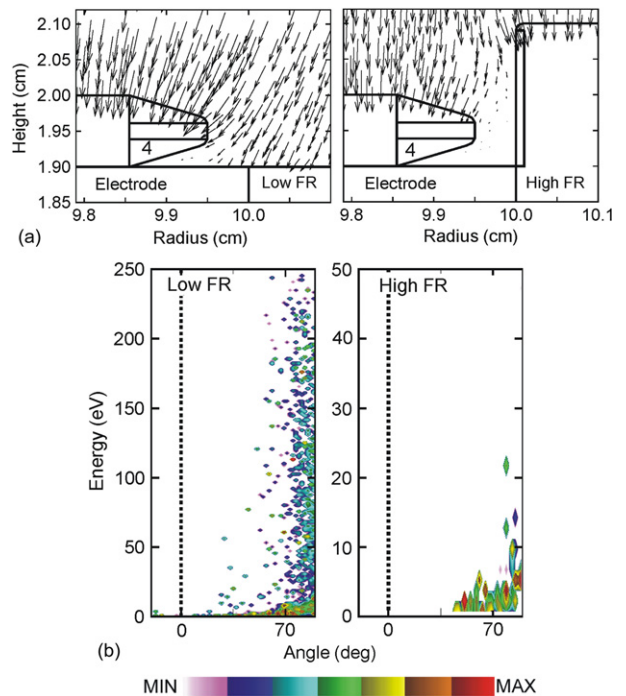 2.10
2.05
2.00
1.95
1.90
1.85
Height (cm)
4
Electrode
Low FR
4
Electrode
High FR
9.8
9.9
10.0
9.8
9.9
10.0
10.1
(a)
Radius (cm)
Radius (cm)
250
200
150
100
50
0
Energy (eV)
Low FR
50
40
30
20
10
0
High FR
0
70
0
70
(b)
Angle (deg)
MIN
MAX